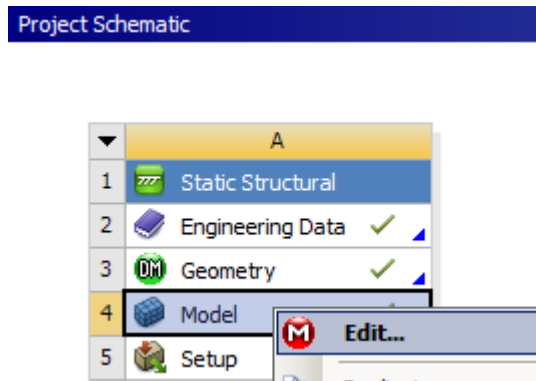 Project Schematic
A
1 Static Structural
2 Engineering Data
3 DM Geometry
4 Model
M Edit...
5 Setup